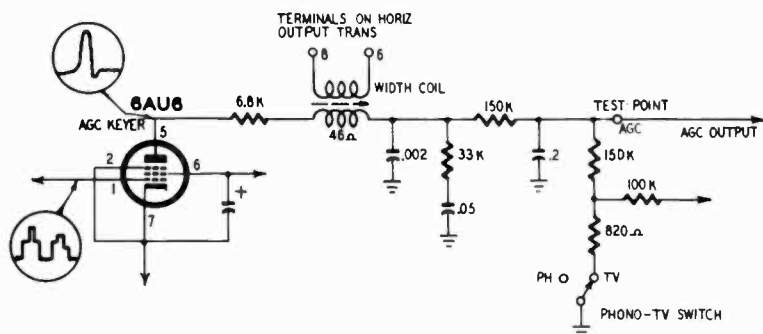 TERMINALS ON HORIZ
OUTPUT TRANS
8
6
WIDTH COIL
6AU6
AGC KEYER
5
6.8K
46Ω
150K
TEST POINT
AGC
AGC OUTPUT
2
1
6
7
+
.002
33K
.05
.2
150K
100K
820Ω
PH
TV
PHONO-TV SWITCH